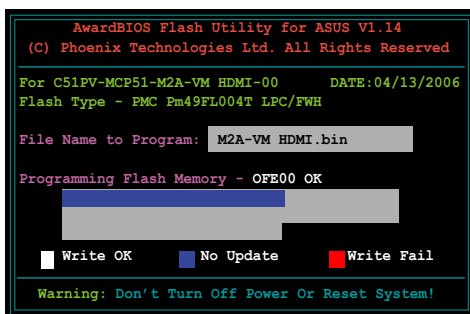 AwardBIOS Flash Utility for ASUS V1.14
(C) Phoenix Technologies Ltd. All Rights Reserved
For C51PV-MCP51-M2A-VM HDMI-00 DATE:04/13/2006
Flash Type - PMC Pm49FL004T LPC/FWH
File Name to Program: M2A-VM HDMI.bin
Programming Flash Memory - OFE00 OK
Write OK No Update Write Fail
Warning: Don't Turn Off Power Or Reset System!